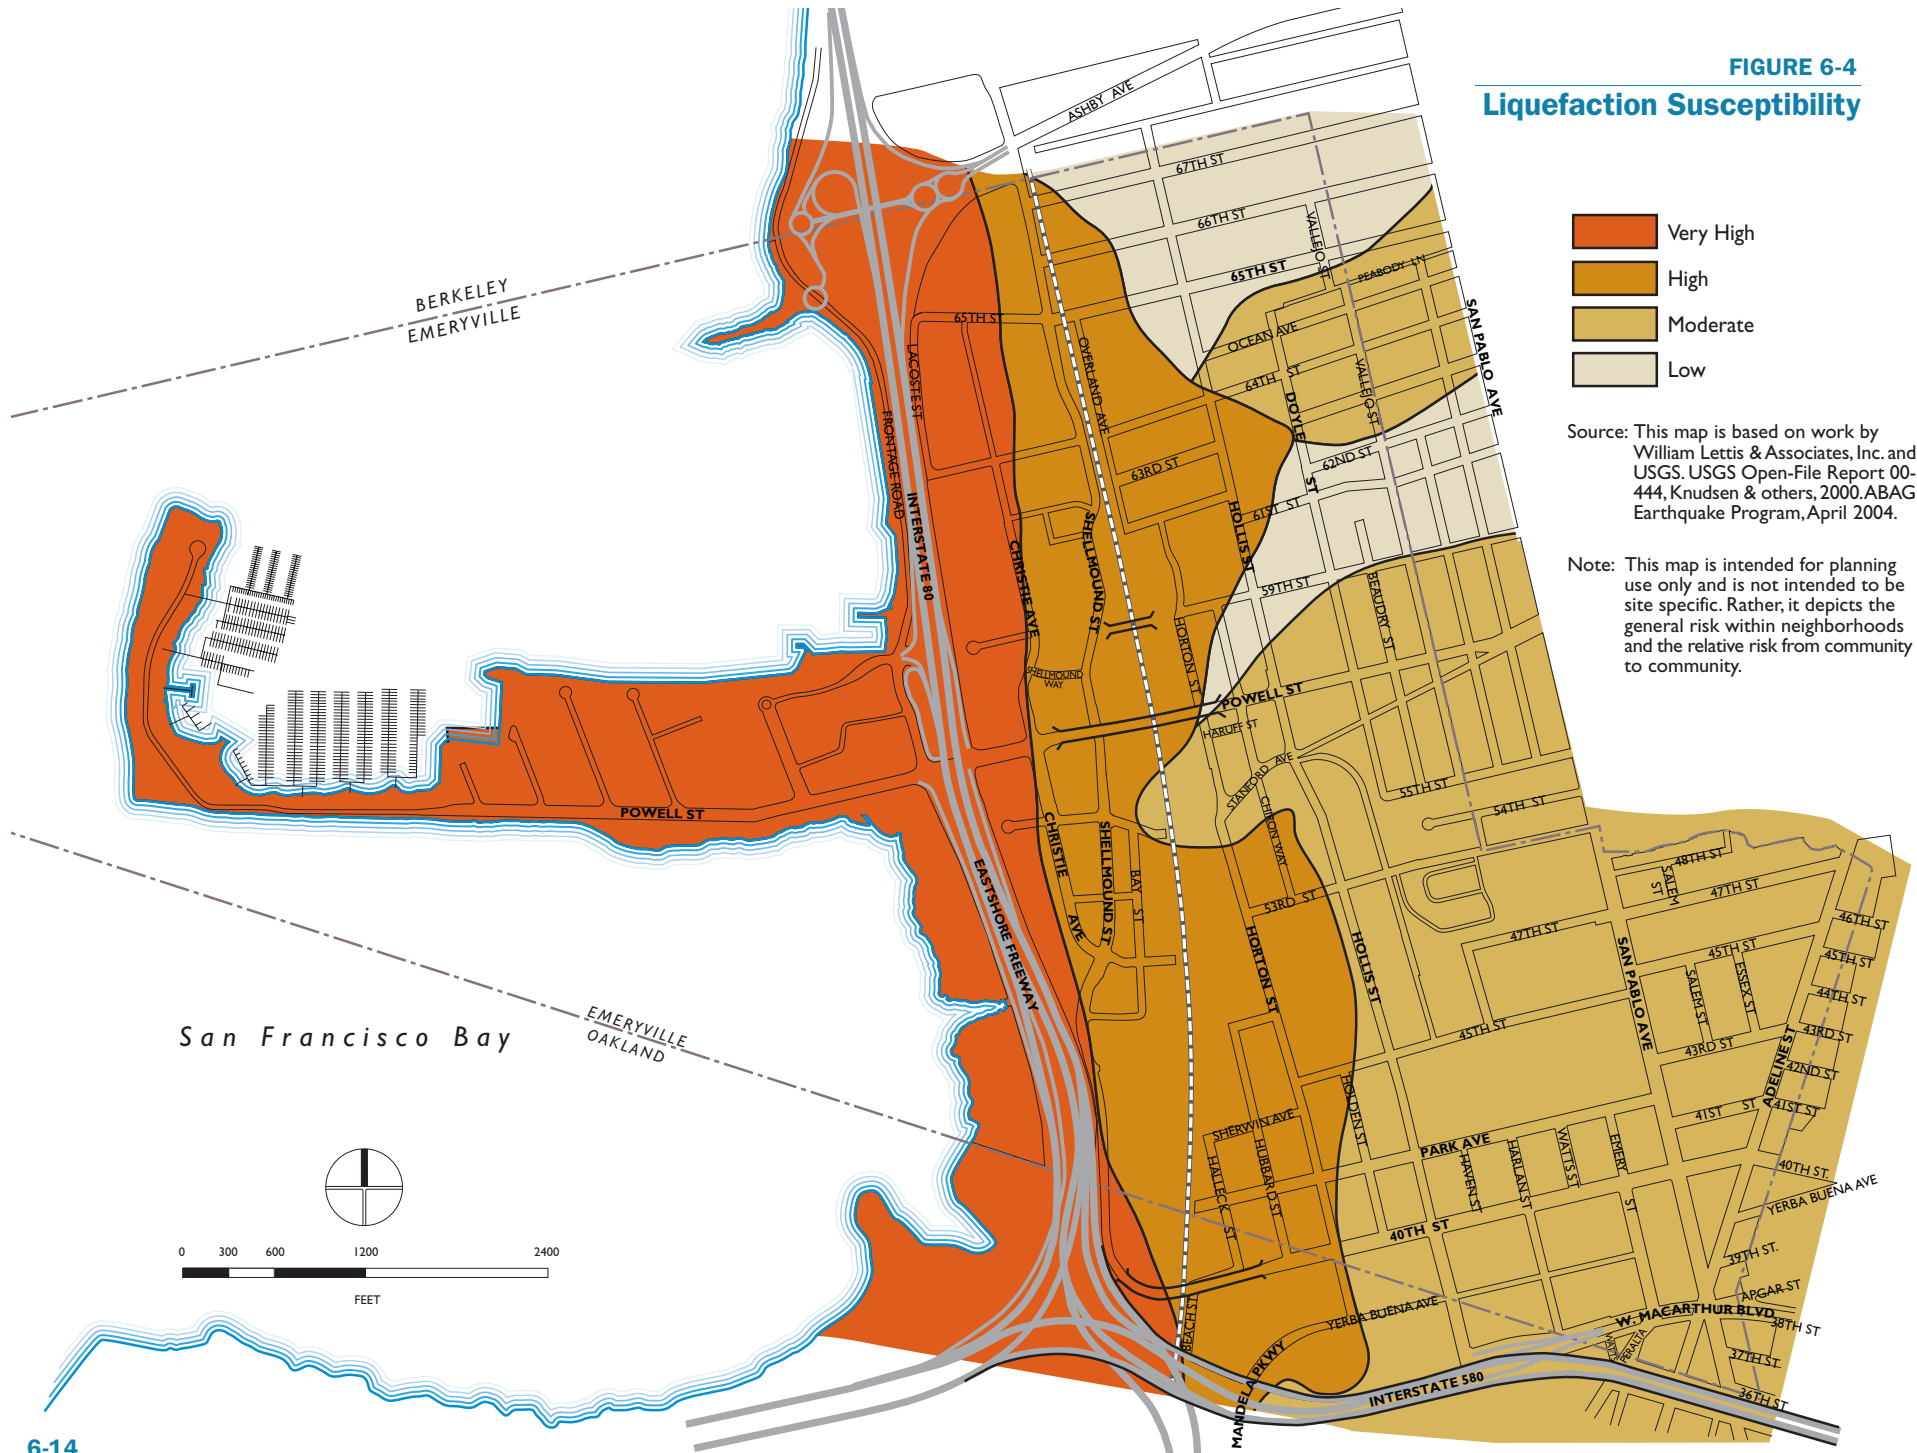 FIGURE 6-4
Liquefaction Susceptibility
Very High
High
Moderate
Low
Source: This map is based on work by
William Lettis & Associates, Inc. and
USGS. USGS Open-File Report 00-
444, Knudsen & others, 2000. ABAG
Earthquake Program, April 2004.
Note: This map is intended for planning
use only and is not intended to be
site specific. Rather, it depicts the
general risk within neighborhoods
and the relative risk from community
to community.
ASHBY AVE
67TH ST
66TH ST
VALLEJO ST
65TH ST
PEABODY LN
BERKELEY
EMERYVILLE
65TH ST
OCEAN AVE
SAN PABLO AVE
LACOSTE ST
OVERLAND AVE
64TH ST
VALLEJO ST
DOYLE ST
FRONTAGE ROAD
63RD ST
62ND ST
INTERSTATE 80
61ST ST
HOLLIS ST
SHELLMOUND ST
CHRISTIE AVE
59TH ST
BEAUDRY ST
HORTON ST
SHELLMOUND
WAY
POWELL ST
HARUFF ST
STANFORD AVE
55TH ST
54TH ST
CHIRON WAY
POWELL ST
CHRISTIE AVE
SHELLMOUND ST
BAY ST
EASTSHORE FREEWAY
53RD ST
48TH ST
SALEM ST
47TH ST
46TH ST
47TH ST
45TH ST
45TH ST
HORTON ST
HOLLIS ST
SAN PABLO AVE
SALEM ST
ESSEX ST
44TH ST
45TH ST
43RD ST
43RD ST
42ND ST
ADELINE ST
41ST ST
41ST ST
San Francisco Bay
EMERYVILLE
OAKLAND
HOLDEN ST
SHERWIN AVE
HUBBARD ST
HALLECK ST
PARK AVE
HAVEN ST
HARLAN ST
WATTS ST
EMERY ST
40TH ST.
YERBA BUENA AVE
40TH ST
39TH ST.
APGAR ST
W. MACARTHUR BLVD
38TH ST
YERBA BUENA AVE
BEACH ST
WATTS
PERALTA
37TH ST
MANDELA PKWY
INTERSTATE 580
36TH ST
0 300 600 1200 2400
FEET
6-14